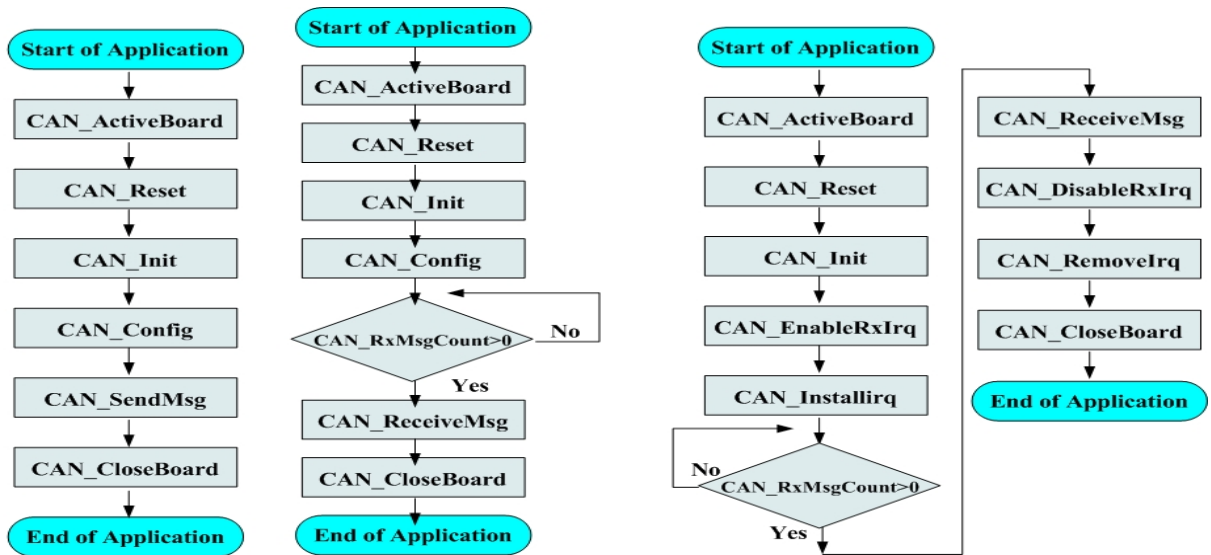 Start of Application
CAN_ActiveBoard
CAN_Reset
CAN_Init
CAN_Config
CAN_SendMsg
CAN_CloseBoard
End of Application
Start of Application
CAN_ActiveBoard
CAN_Reset
CAN_Init
CAN_Config
CAN_RxMsgCount>0
No
Yes
CAN_ReceiveMsg
CAN_CloseBoard
End of Application
Start of Application
CAN_ActiveBoard
CAN_Reset
CAN_Init
CAN_EnableRxIrq
CAN_Installirq
No
CAN_RxMsgCount>0
Yes
CAN_ReceiveMsg
CAN_DisableRxIrq
CAN_RemoveIrq
CAN_CloseBoard
End of Application